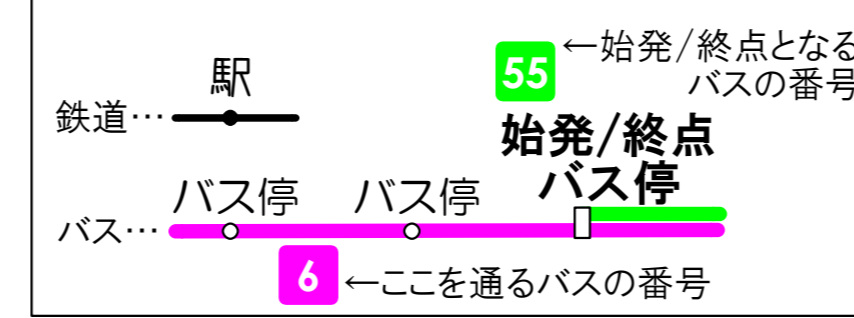 駅
鉄道…
55
←始発/終点となる
バスの番号
始発/終点
バス停
バス停
バス停
バス…
6
←ここを通るバスの番号